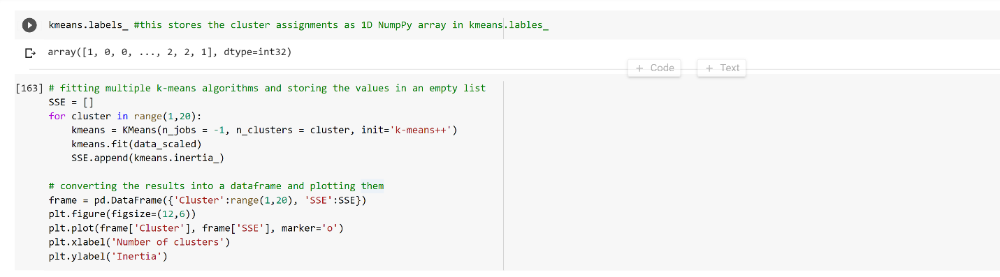 kmeans.labels_ #this stores the cluster assignments as 1D NumpPy array in kmeans.lables_
array([1, 0, 0, ..., 2, 2, 1], dtype=int32)
+ Code + Text
[163] # fitting multiple k-means algorithms and storing the values in an empty list
SSE = []
for cluster in range(1,20):
    kmeans = KMeans(n_jobs = -1, n_clusters = cluster, init='k-means++')
    kmeans.fit(data_scaled)
    SSE.append(kmeans.inertia_)
# converting the results into a dataframe and plotting them
frame = pd.DataFrame({'Cluster':range(1,20), 'SSE':SSE})
plt.figure(figsize=(12,6))
plt.plot(frame['Cluster'], frame['SSE'], marker='o')
plt.xlabel('Number of clusters')
plt.ylabel('Inertia')